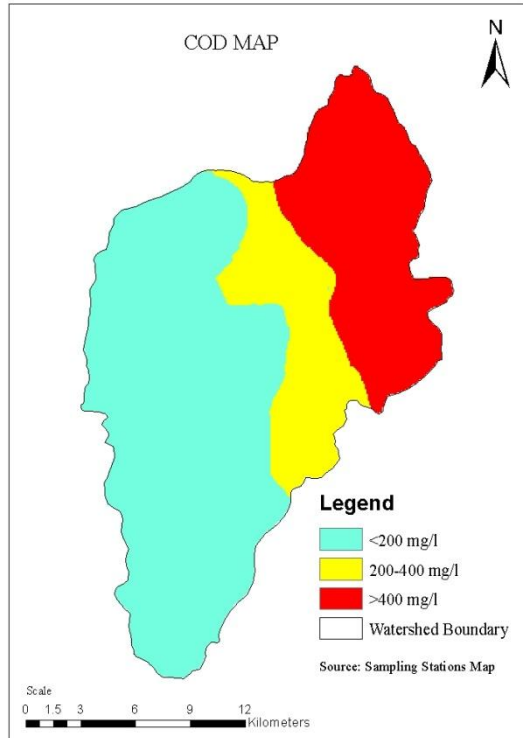 COD MAP
N
Legend
<200 mg/l
200-400 mg/l
>400 mg/l
Watershed Boundary
Source: Sampling Stations Map
Scale
0 1.5 3 6 9 12
Kilometers